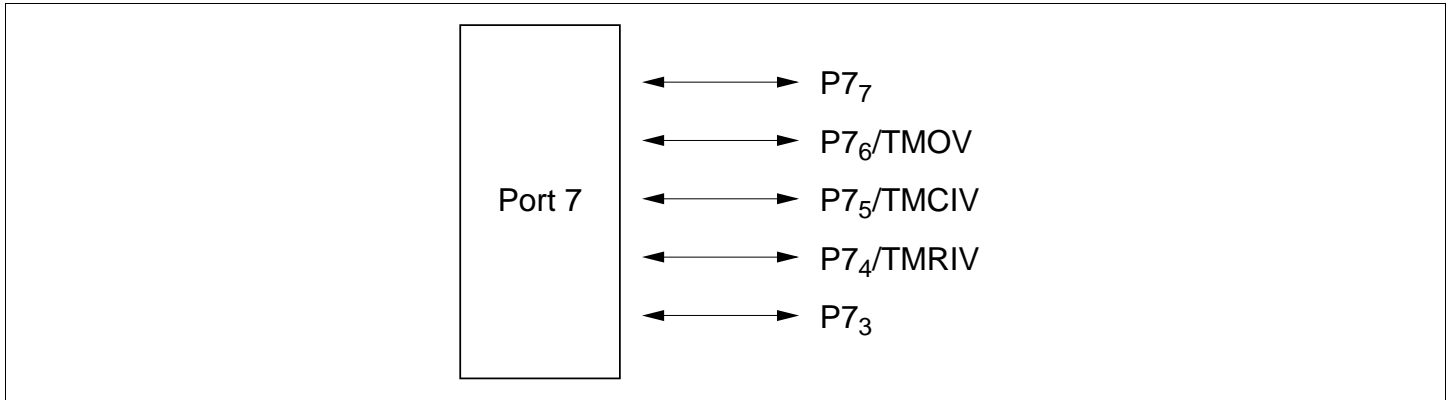 P7₇
P7₆/TMOV
Port 7
P7₅/TMCIV
P7₄/TMRIV
P7₃